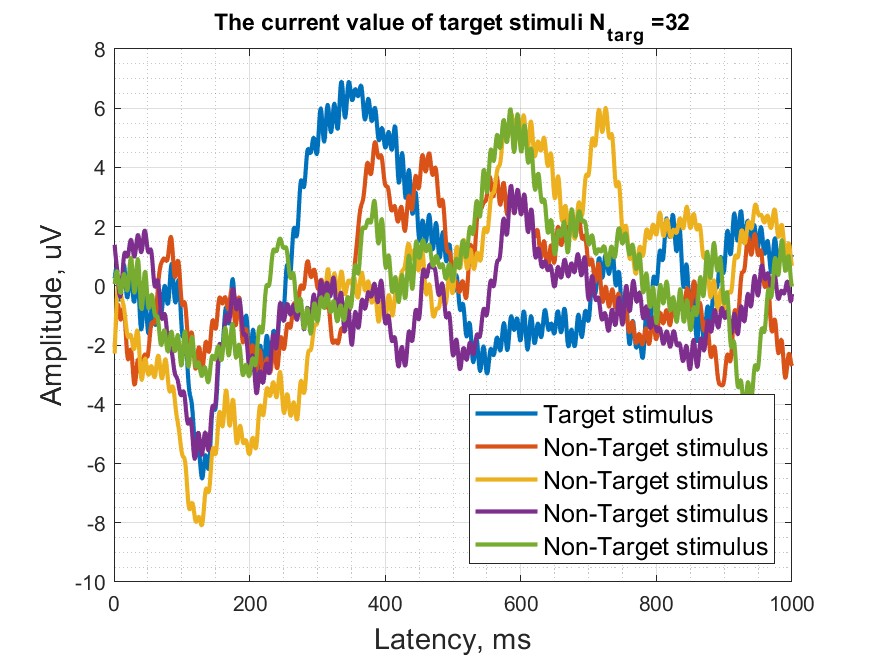 The current value of target stimuli N_targ =32
8
6
4
2
0
-2
-4
-6
-8
-10
Amplitude, uV
Target stimulus
Non-Target stimulus
Non-Target stimulus
Non-Target stimulus
Non-Target stimulus
0 200 400 600 800 1000
Latency, ms